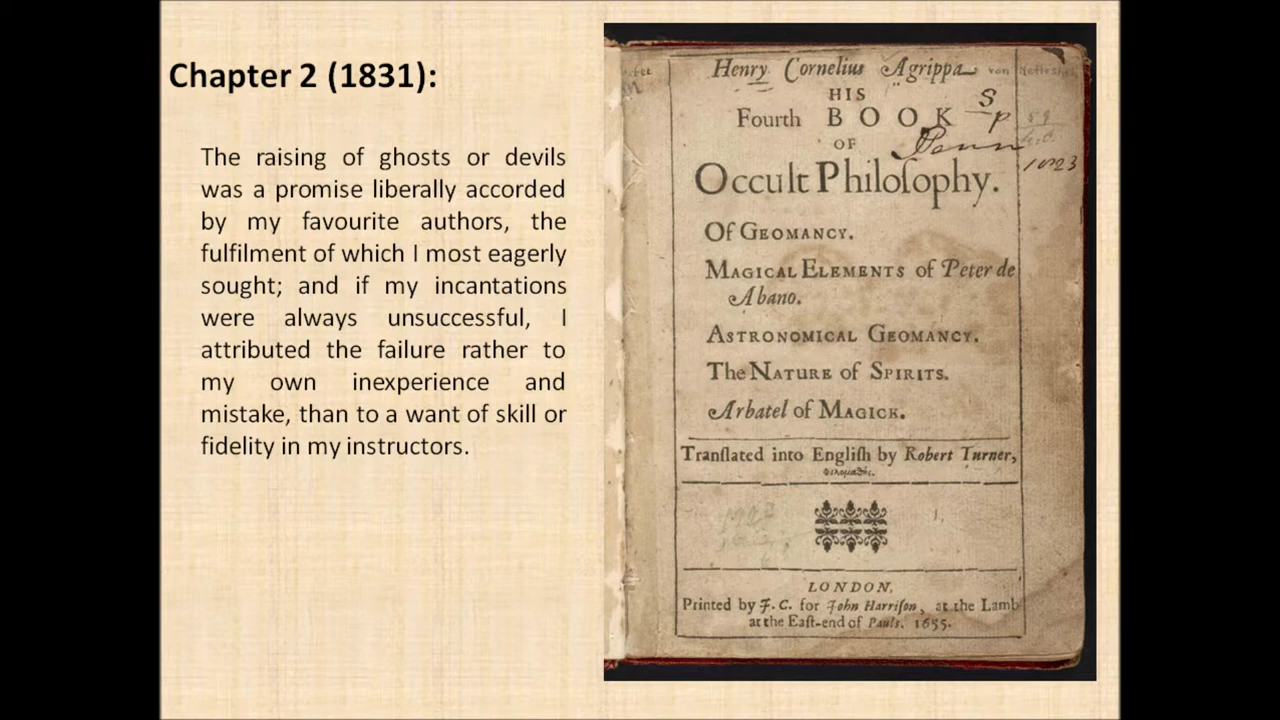 Chapter 2 (1831):
The raising of ghosts or devils
was a promise liberally accorded
by my favourite authors, the
fulfilment of which I most eagerly
sought; and if my incantations
were always unsuccessful, I
attributed the failure rather to
my own inexperience and
mistake, than to a want of skill or
fidelity in my instructors.
Henry Cornelius Agrippa von
HIS
Fourth BOOK
OF
Occult Philoſophy.
Of GEOMANCY.
MAGICAL ELEMENTS of Peter de
Abano.
ASTRONOMICAL GEOMANCY.
The NATURE of SPIRITS.
Arbatel of MAGICK.
Tranſlated into Engliſh by Robert Turner,
Φιλομαθής.
LONDON,
Printed by F. C. for John Harriſon, at the Lamb
at the Eaſt-end of Pauls. 1655.